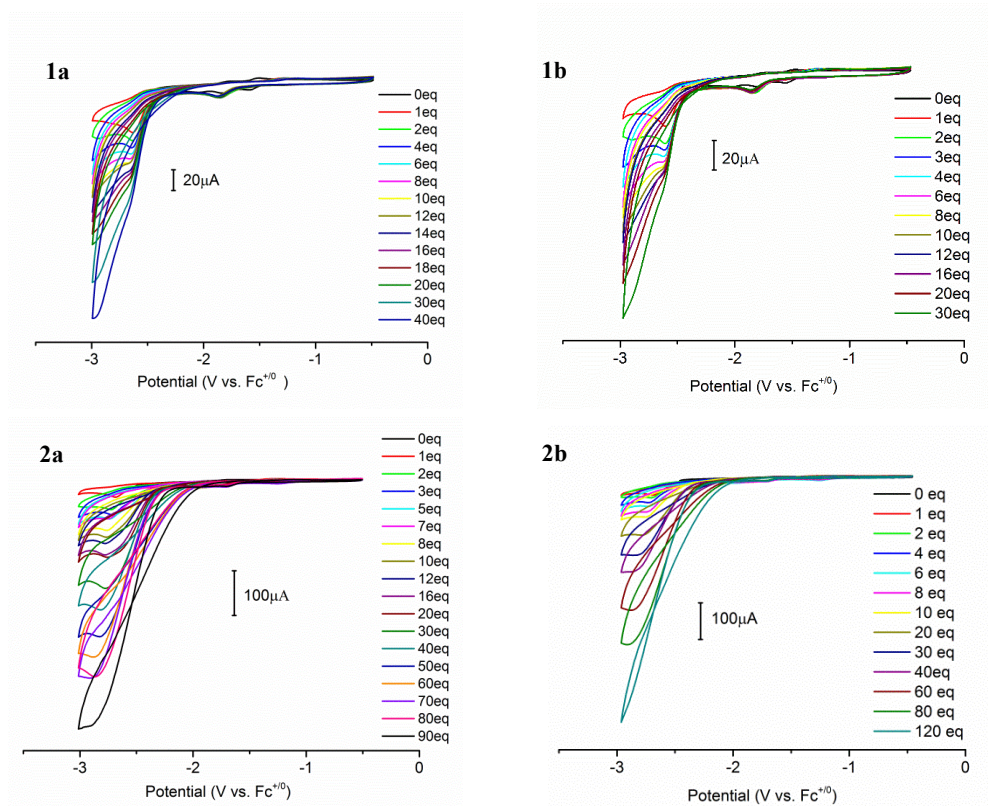 1a
0eq
1eq
2eq
4eq
6eq
8eq
10eq
12eq
14eq
16eq
18eq
20eq
30eq
40eq
20µA
-3 -2 -1 0
Potential (V vs. Fc+/0 )
1b
0eq
1eq
2eq
3eq
4eq
6eq
8eq
10eq
12eq
16eq
20eq
30eq
20µA
-3 -2 -1 0
Potential (V vs. Fc+/0)
2a
0eq
1eq
2eq
3eq
5eq
7eq
8eq
10eq
12eq
16eq
20eq
30eq
40eq
50eq
60eq
70eq
80eq
90eq
100µA
-3 -2 -1 0
Potential (V vs. Fc+/0)
2b
0 eq
1 eq
2 eq
4 eq
6 eq
8 eq
10 eq
20 eq
30 eq
40eq
60 eq
80 eq
120 eq
100µA
-3 -2 -1 0
Potential (V vs. Fc+/0)